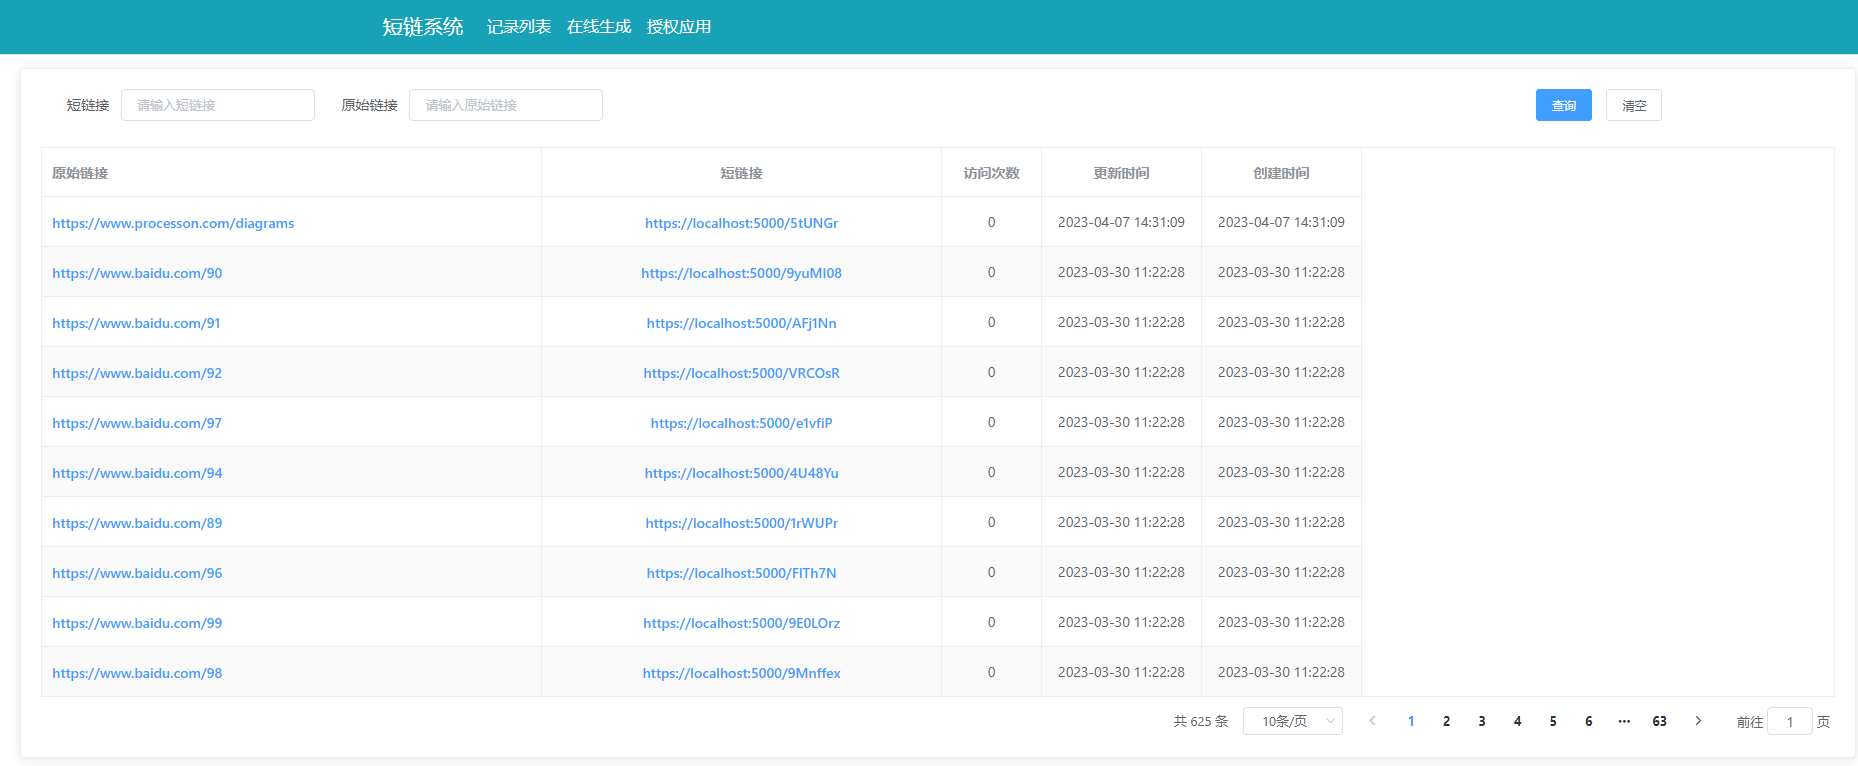 短链系统 记录列表 在线生成 授权应用
短链接 请输入短链接 原始链接 请输入原始链接 查询 清空
原始链接 短链接 访问次数 更新时间 创建时间
https://www.processon.com/diagrams https://localhost:5000/5tUNGr 0 2023-04-07 14:31:09 2023-04-07 14:31:09
https://www.baidu.com/90 https://localhost:5000/9yuMI08 0 2023-03-30 11:22:28 2023-03-30 11:22:28
https://www.baidu.com/91 https://localhost:5000/AFj1Nn 0 2023-03-30 11:22:28 2023-03-30 11:22:28
https://www.baidu.com/92 https://localhost:5000/VRCOsR 0 2023-03-30 11:22:28 2023-03-30 11:22:28
https://www.baidu.com/97 https://localhost:5000/e1vfiP 0 2023-03-30 11:22:28 2023-03-30 11:22:28
https://www.baidu.com/94 https://localhost:5000/4U48Yu 0 2023-03-30 11:22:28 2023-03-30 11:22:28
https://www.baidu.com/89 https://localhost:5000/1rWUPr 0 2023-03-30 11:22:28 2023-03-30 11:22:28
https://www.baidu.com/96 https://localhost:5000/FlTh7N 0 2023-03-30 11:22:28 2023-03-30 11:22:28
https://www.baidu.com/99 https://localhost:5000/9E0LOrz 0 2023-03-30 11:22:28 2023-03-30 11:22:28
https://www.baidu.com/98 https://localhost:5000/9Mnffex 0 2023-03-30 11:22:28 2023-03-30 11:22:28
共 625 条 10条/页 1 2 3 4 5 6 ··· 63 前往 1 页